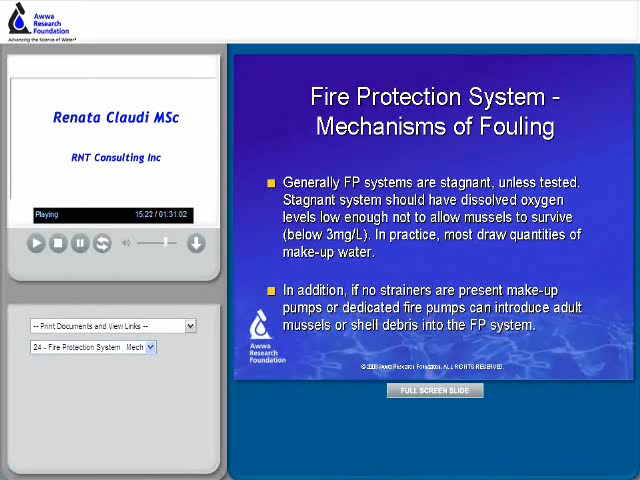 Awwa
Research
Foundation
Advancing the Science of Water®
Renata Claudi MSc
RNT Consulting Inc
Playing 15:22 / 01:31:02
-- Print Documents and View Links --
24 - Fire Protection System Mech
Fire Protection System -
Mechanisms of Fouling
Generally FP systems are stagnant, unless tested.
Stagnant system should have dissolved oxygen
levels low enough not to allow mussels to survive
(below 3mg/L). In practice, most draw quantities of
make-up water.
In addition, if no strainers are present make-up
pumps or dedicated fire pumps can introduce adult
mussels or shell debris into the FP system.
Awwa
Research
Foundation
© 2008 Awwa Research Foundation. ALL RIGHTS RESERVED.
FULL SCREEN SLIDE